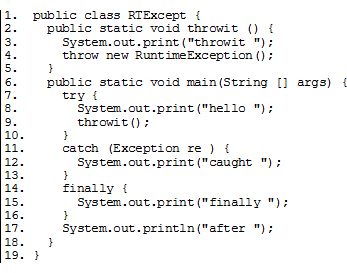 1. public class RTExcept {
2. public static void throwit () {
3. System.out.print("throwit ");
4. throw new RuntimeException();
5. }
6. public static void main(String [] args) {
7. try {
8. System.out.print("hello ");
9. throwit();
10. }
11. catch (Exception re ) {
12. System.out.print("caught ");
13. }
14. finally {
15. System.out.print("finally ");
16. }
17. System.out.println("after ");
18. }
19. }